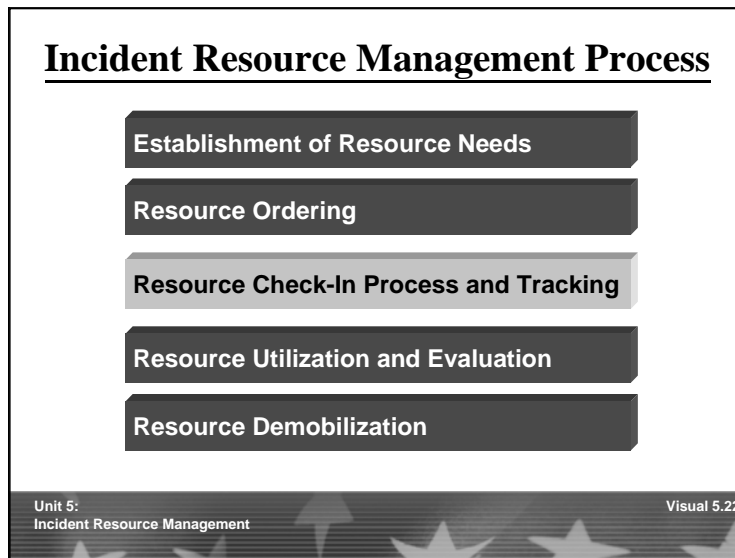 Incident Resource Management Process
Establishment of Resource Needs
Resource Ordering
Resource Check-In Process and Tracking
Resource Utilization and Evaluation
Resource Demobilization
Unit 5:
Incident Resource Management
Visual 5.22